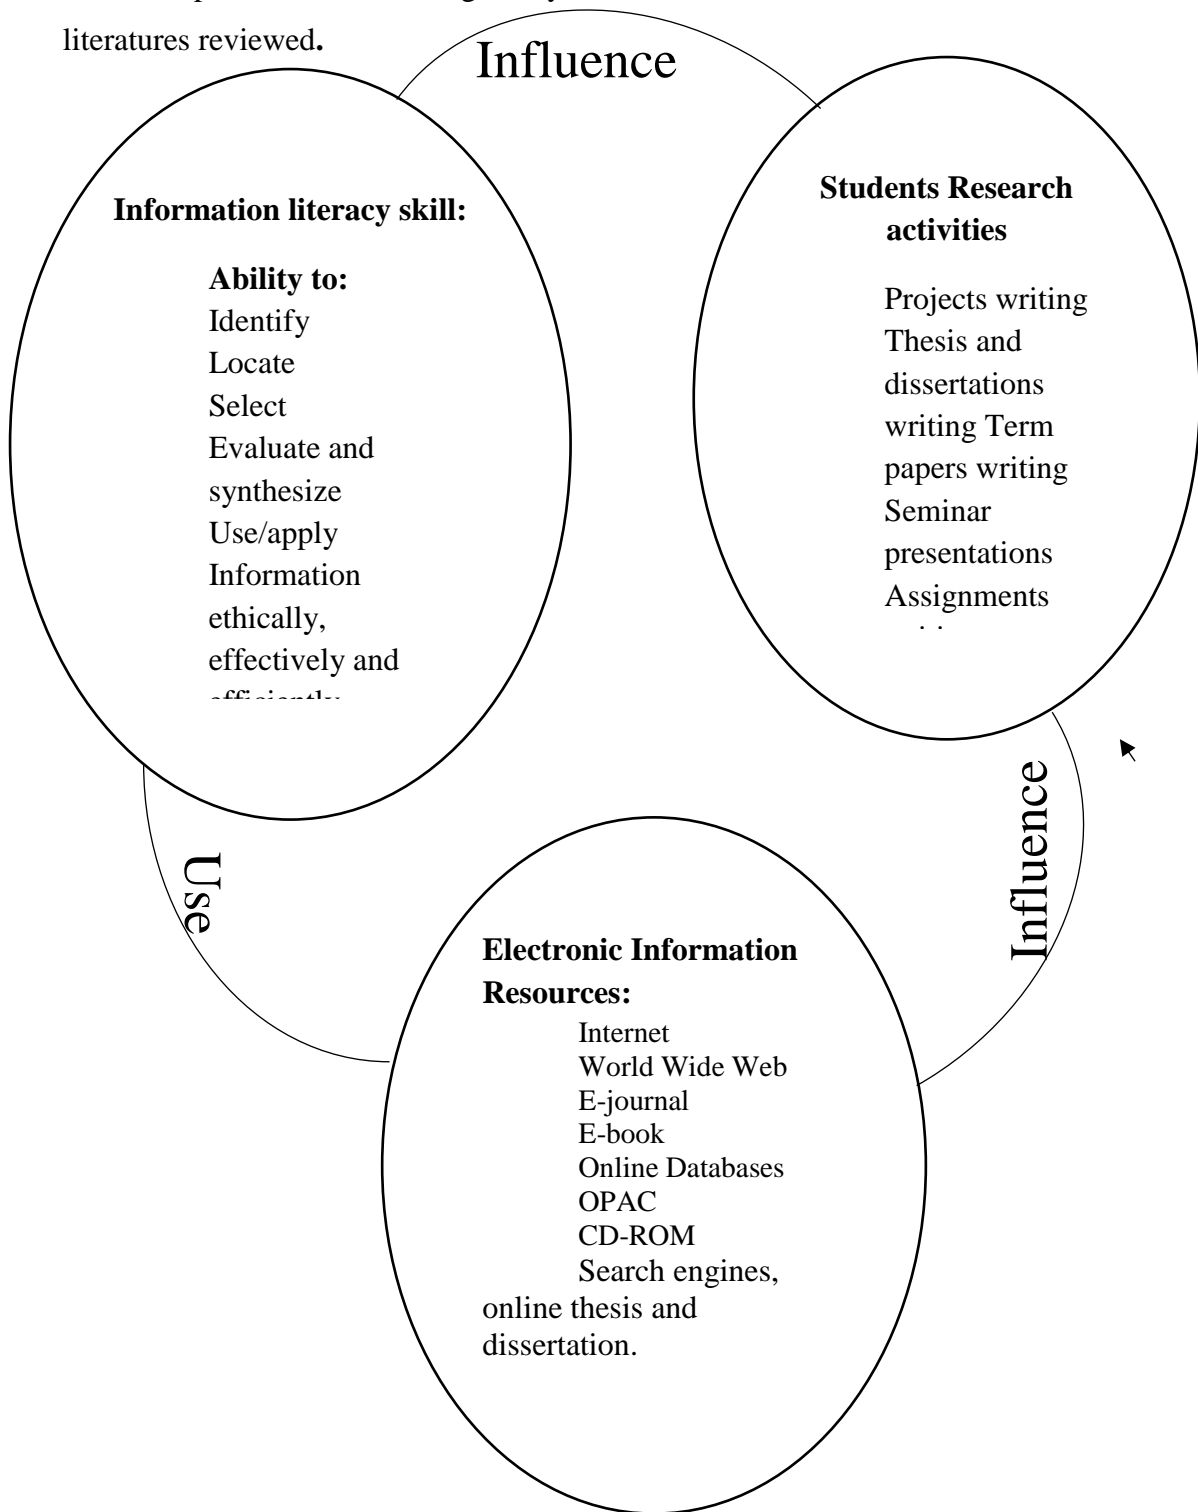 literatures reviewed.
Influence
Information literacy skill:
Ability to:
Identify
Locate
Select
Evaluate and
synthesize
Use/apply
Information
ethically,
effectively and
Students Research
activities
Projects writing
Thesis and
dissertations
writing Term
papers writing
Seminar
presentations
Assignments
Use
Influence
Electronic Information
Resources:
Internet
World Wide Web
E-journal
E-book
Online Databases
OPAC
CD-ROM
Search engines,
online thesis and
dissertation.